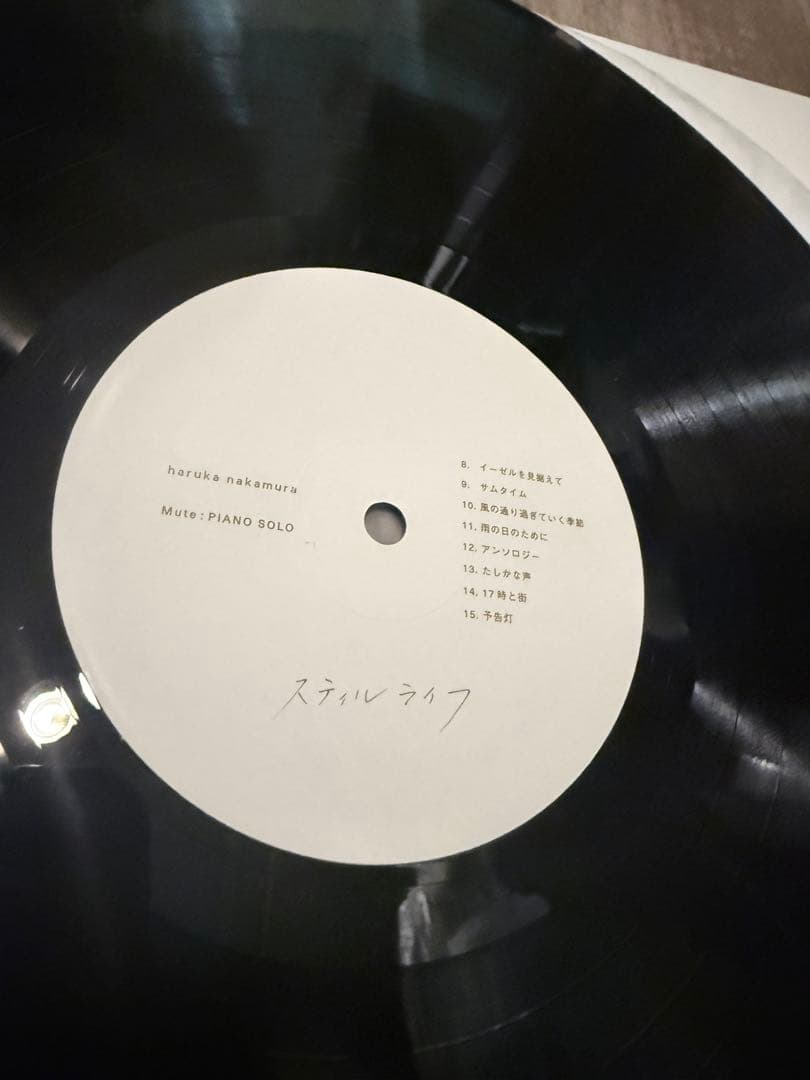 haruka nakamura
Mute : PIANO SOLO
8. イーゼルを見据えて
9. サムタイム
10. 風の通り過ぎていく季節
11. 雨の日のために
12. アンソロジー
13. たしかな声
14. 17時と街
15. 予告灯
スティル ライフ